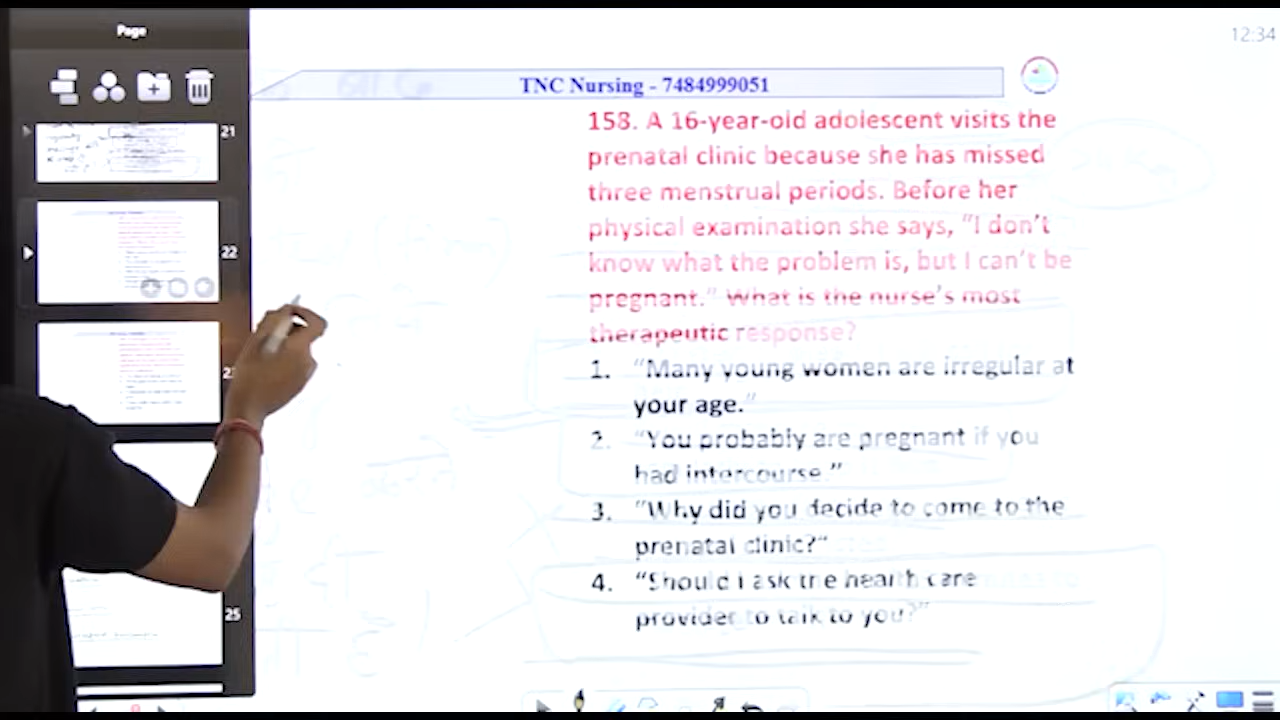 Page
12:34
TNC Nursing - 7484999051
21
22
25
158. A 16-year-old adolescent visits the
prenatal clinic because she has missed
three menstrual periods. Before her
physical examination she says, “I don’t
know what the problem is, but I can’t be
pregnant.” What is the nurse’s most
therapeutic response?
1. “Many young women are irregular at
your age.”
2. “You probably are pregnant if you
had intercourse.”
3. “Why did you decide to come to the
prenatal clinic?“
4. “Should I ask the health care
provider to talk to you?”